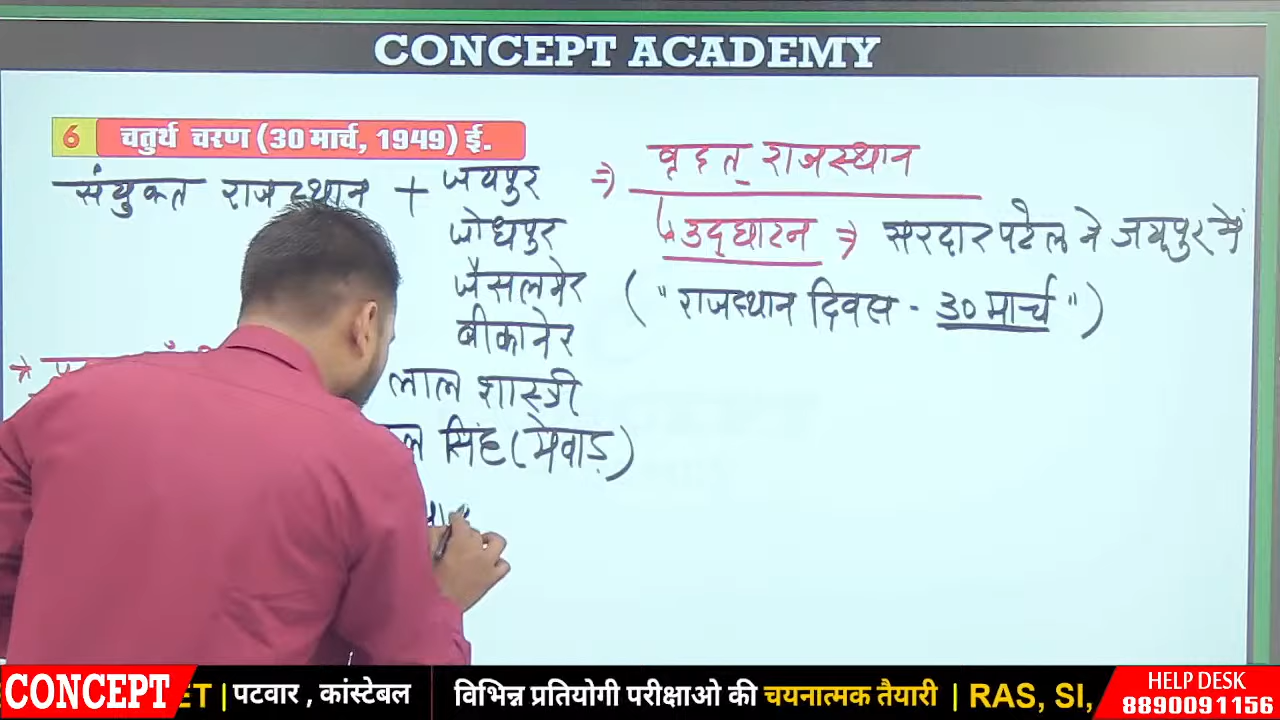 CONCEPT ACADEMY
6 चतुर्थ चरण (30 मार्च, 1949) ई.
संयुक्त राजस्थान + जयपुर ⇒ वृहत् राजस्थान
जोधपुर
↳ उद्घाटन ⇒ सरदार पटेल ने जयपुर में
जैसलमेर
("राजस्थान दिवस - 30 मार्च")
बीकानेर
लाल शास्त्री
सिंह (मेवाड़)
CONCEPT
ET | पटवार , कांस्टेबल
विभिन्न प्रतियोगी परीक्षाओ की चयनात्मक तैयारी | RAS, SI,
HELP DESK
8890091156